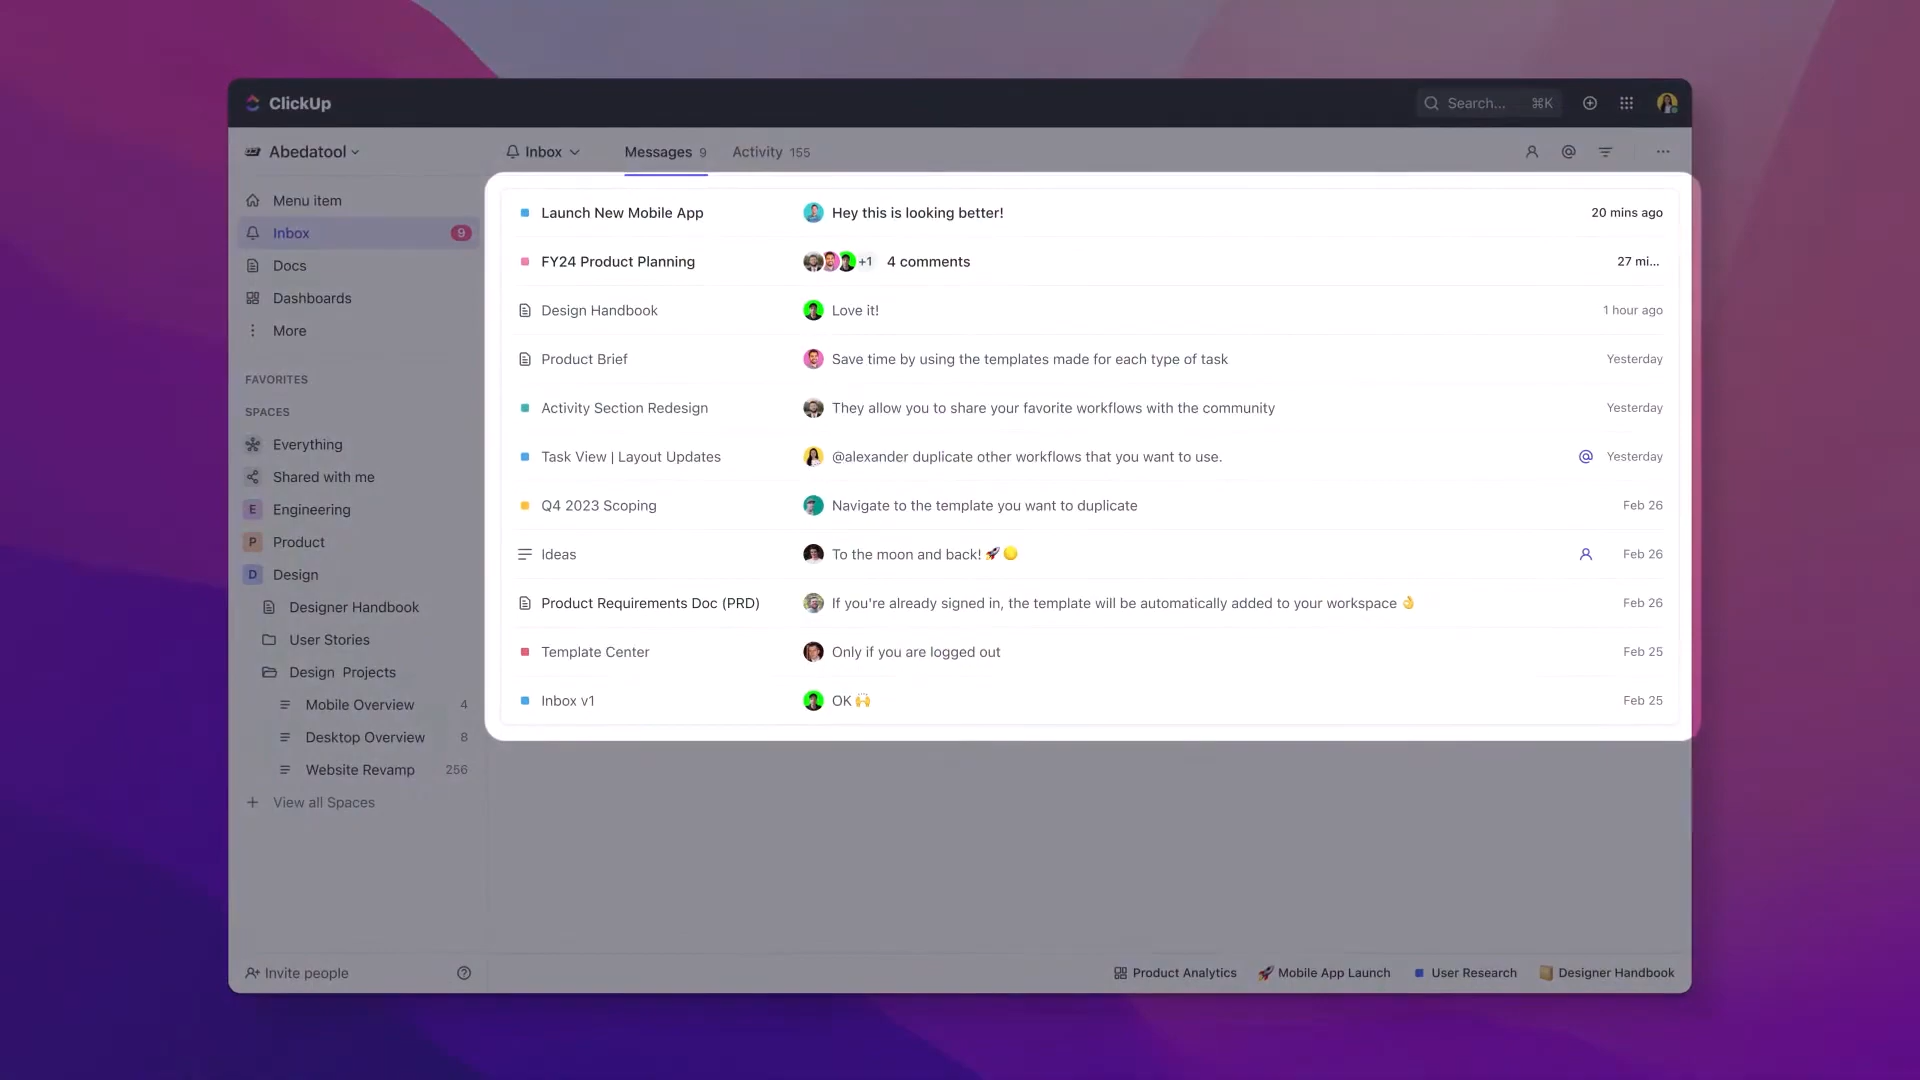 ClickUp
Search... ⌘K
Abedatool
Inbox
Messages 9
Activity 155
Menu item
Inbox 9
Docs
Dashboards
More
FAVORITES
SPACES
Everything
Shared with me
E Engineering
P Product
D Design
Designer Handbook
User Stories
Design Projects
Mobile Overview 4
Desktop Overview 8
Website Revamp 256
+ View all Spaces
Invite people
Launch New Mobile App Hey this is looking better! 20 mins ago
FY24 Product Planning +1 4 comments 27 mi...
Design Handbook Love it! 1 hour ago
Product Brief Save time by using the templates made for each type of task Yesterday
Activity Section Redesign They allow you to share your favorite workflows with the community Yesterday
Task View | Layout Updates @alexander duplicate other workflows that you want to use. @ Yesterday
Q4 2023 Scoping Navigate to the template you want to duplicate Feb 26
Ideas To the moon and back! 🚀🌕 Feb 26
Product Requirements Doc (PRD) If you're already signed in, the template will be automatically added to your workspace 👌 Feb 26
Template Center Only if you are logged out Feb 25
Inbox v1 OK 🙌 Feb 25
Product Analytics
Mobile App Launch
User Research
Designer Handbook